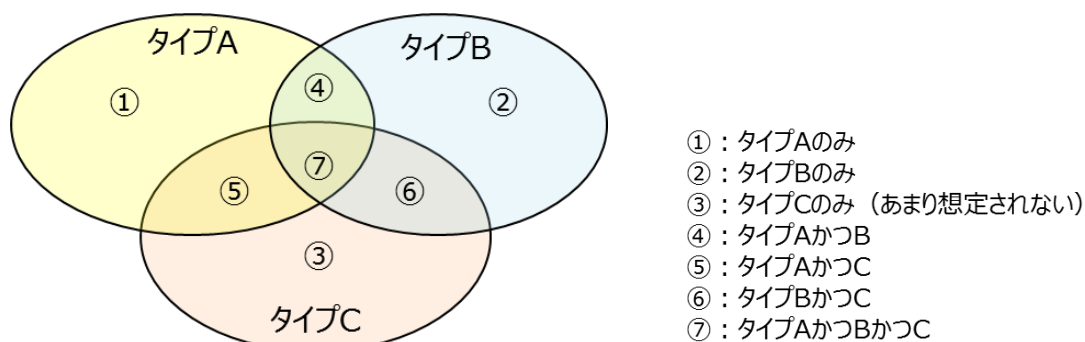 タイプA
タイプB
①
④
②
⑦
⑤
⑥
③
タイプC
①：タイプAのみ
②：タイプBのみ
③：タイプCのみ（あまり想定されない）
④：タイプAかつB
⑤：タイプAかつC
⑥：タイプBかつC
⑦：タイプAかつBかつC